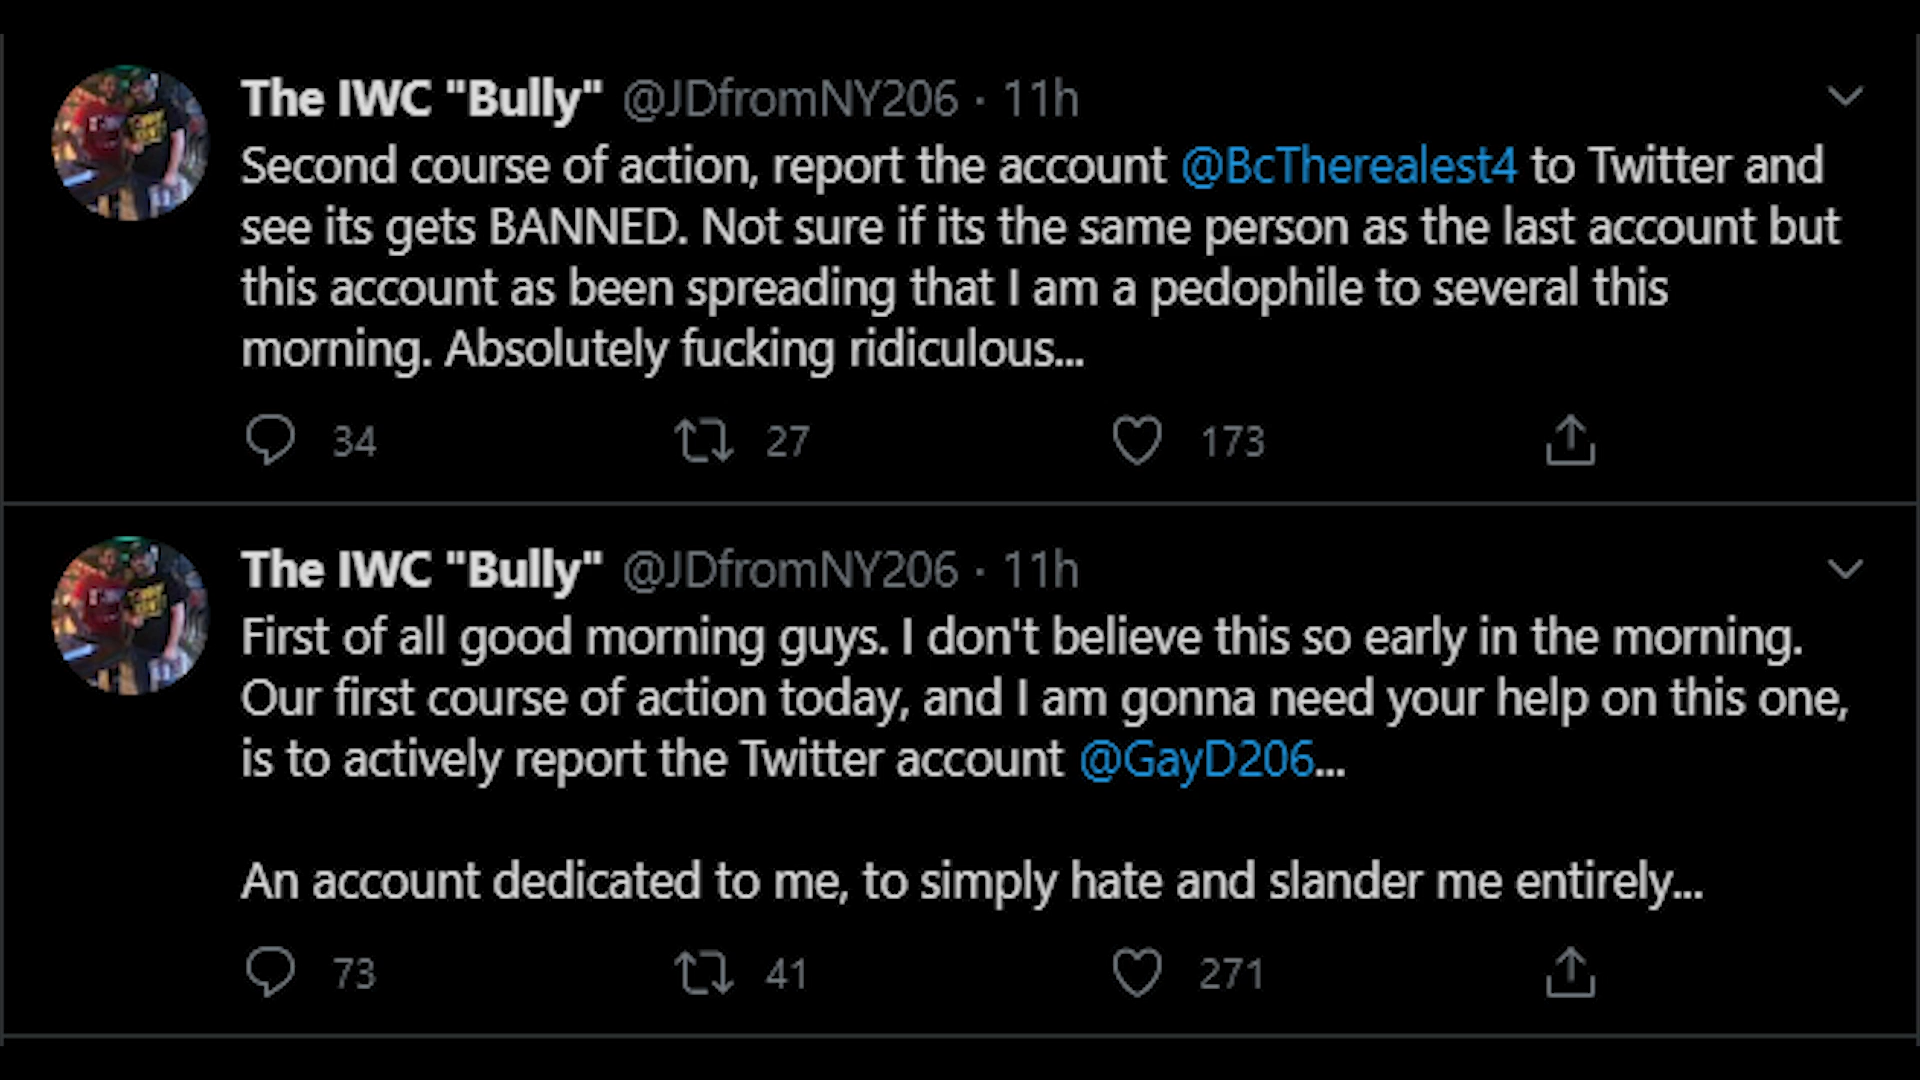 The IWC "Bully" @JDfromNY206 · 11h
Second course of action, report the account @BcTherealest4 to Twitter and
see its gets BANNED. Not sure if its the same person as the last account but
this account as been spreading that I am a pedophile to several this
morning. Absolutely fucking ridiculous...
34 27 173
The IWC "Bully" @JDfromNY206 · 11h
First of all good morning guys. I don't believe this so early in the morning.
Our first course of action today, and I am gonna need your help on this one,
is to actively report the Twitter account @GayD206...
An account dedicated to me, to simply hate and slander me entirely...
73 41 271